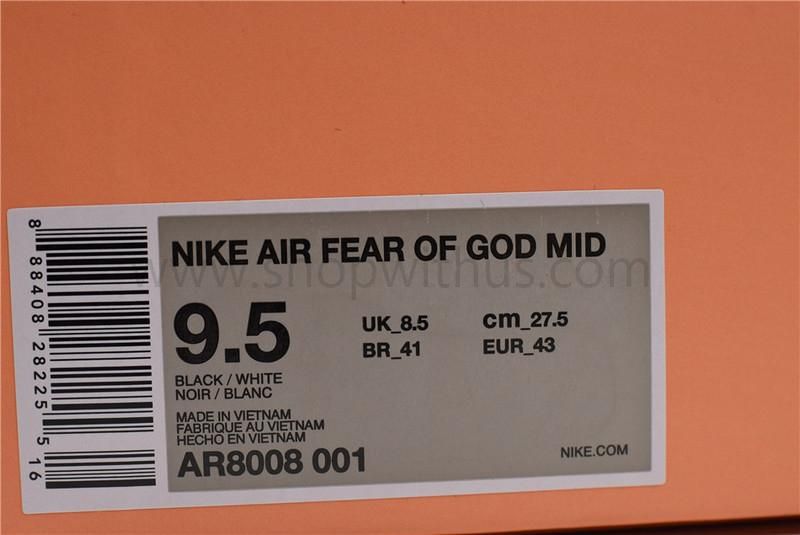 NIKE AIR FEAR OF GOD MID
www.shopwithus.com
9.5
UK_8.5 cm_27.5
BR_41 EUR_43
BLACK / WHITE
NOIR / BLANC
MADE IN VIETNAM
FABRIQUE AU VIETNAM
HECHO EN VIETNAM
AR8008 001
NIKE.COM
8 88408 28225 5 16